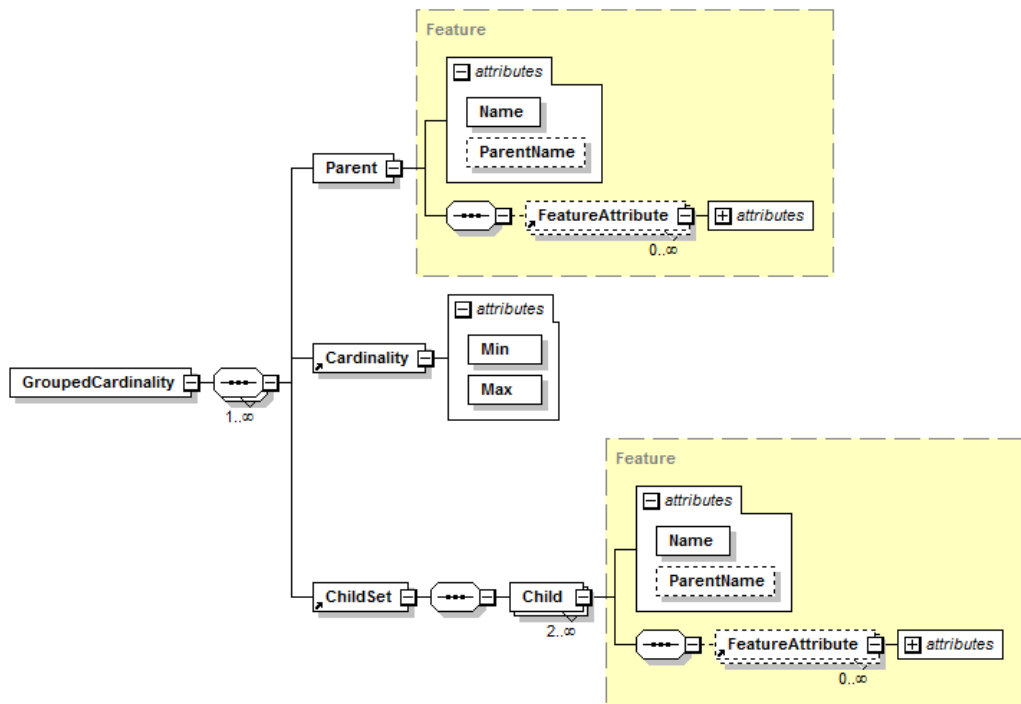 Feature
attributes
Name
ParentName
Parent
FeatureAttribute
attributes
0..∞
attributes
Min
Cardinality
Max
GroupedCardinality
1..∞
Feature
attributes
Name
ParentName
ChildSet
Child
2..∞
FeatureAttribute
attributes
0..∞